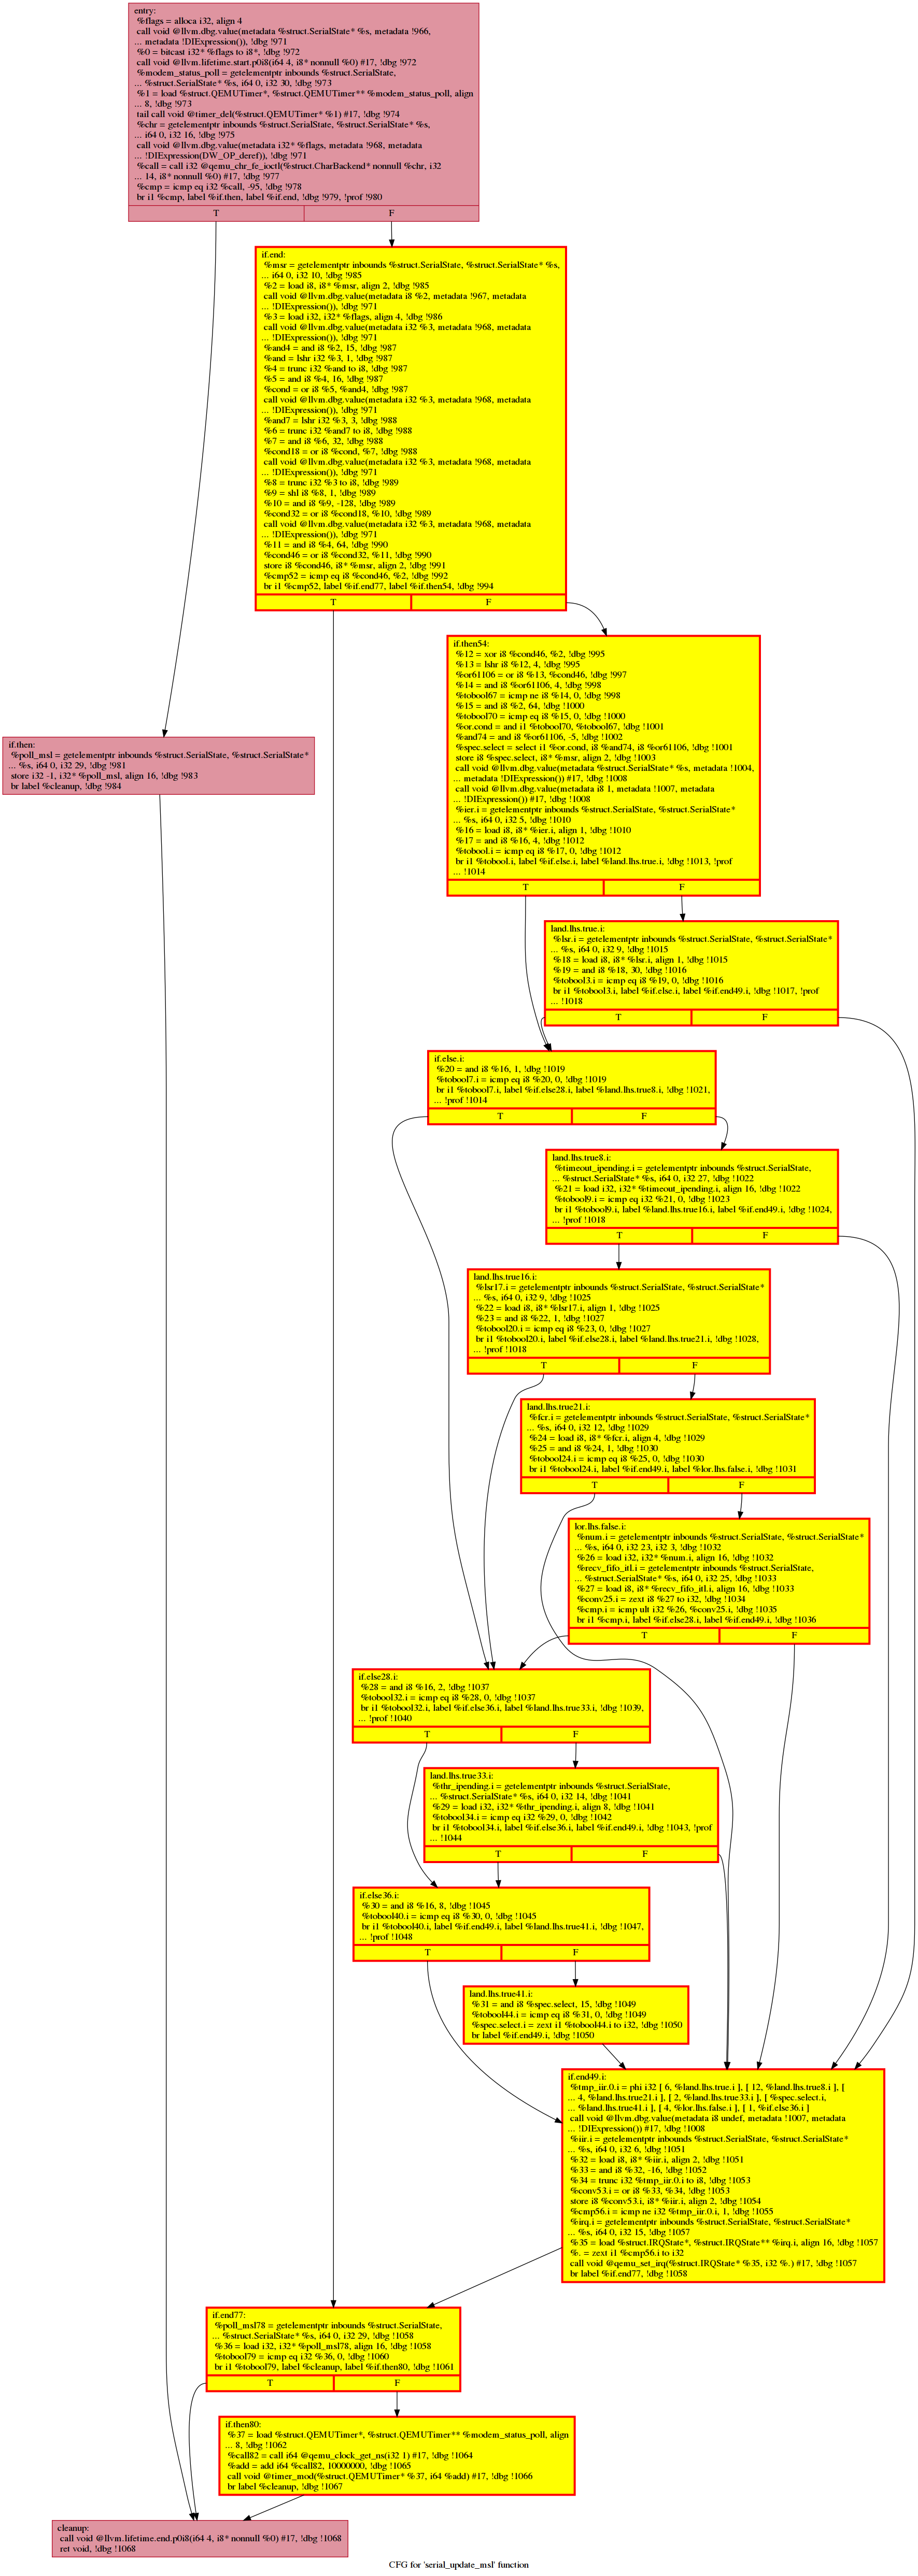 entry:
%flags = alloca i32, align 4
call void @llvm.dbg.value(metadata %struct.SerialState* %s, metadata !966,
... metadata !DIExpression()), !dbg !971
%0 = bitcast i32* %flags to i8*, !dbg !972
call void @llvm.lifetime.start.p0i8(i64 4, i8* nonnull %0) #17, !dbg !972
%modem_status_poll = getelementptr inbounds %struct.SerialState,
... %struct.SerialState* %s, i64 0, i32 30, !dbg !973
%1 = load %struct.QEMUTimer*, %struct.QEMUTimer** %modem_status_poll, align
... 8, !dbg !973
tail call void @timer_del(%struct.QEMUTimer* %1) #17, !dbg !974
%chr = getelementptr inbounds %struct.SerialState, %struct.SerialState* %s,
... i64 0, i32 16, !dbg !975
call void @llvm.dbg.value(metadata i32* %flags, metadata !968, metadata
... !DIExpression(DW_OP_deref)), !dbg !971
%call = call i32 @qemu_chr_fe_ioctl(%struct.CharBackend* nonnull %chr, i32
... 14, i8* nonnull %0) #17, !dbg !977
%cmp = icmp eq i32 %call, -95, !dbg !978
br i1 %cmp, label %if.then, label %if.end, !dbg !979, !prof !980
T F
if.end:
%msr = getelementptr inbounds %struct.SerialState, %struct.SerialState* %s,
... i64 0, i32 10, !dbg !985
%2 = load i8, i8* %msr, align 2, !dbg !985
call void @llvm.dbg.value(metadata i8 %2, metadata !967, metadata
... !DIExpression()), !dbg !971
%3 = load i32, i32* %flags, align 4, !dbg !986
call void @llvm.dbg.value(metadata i32 %3, metadata !968, metadata
... !DIExpression()), !dbg !971
%and4 = and i8 %2, 15, !dbg !987
%and = lshr i32 %3, 1, !dbg !987
%4 = trunc i32 %and to i8, !dbg !987
%5 = and i8 %4, 16, !dbg !987
%cond = or i8 %5, %and4, !dbg !987
call void @llvm.dbg.value(metadata i32 %3, metadata !968, metadata
... !DIExpression()), !dbg !971
%and7 = lshr i32 %3, 3, !dbg !988
%6 = trunc i32 %and7 to i8, !dbg !988
%7 = and i8 %6, 32, !dbg !988
%cond18 = or i8 %cond, %7, !dbg !988
call void @llvm.dbg.value(metadata i32 %3, metadata !968, metadata
... !DIExpression()), !dbg !971
%8 = trunc i32 %3 to i8, !dbg !989
%9 = shl i8 %8, 1, !dbg !989
%10 = and i8 %9, -128, !dbg !989
%cond32 = or i8 %cond18, %10, !dbg !989
call void @llvm.dbg.value(metadata i32 %3, metadata !968, metadata
... !DIExpression()), !dbg !971
%11 = and i8 %4, 64, !dbg !990
%cond46 = or i8 %cond32, %11, !dbg !990
store i8 %cond46, i8* %msr, align 2, !dbg !991
%cmp52 = icmp eq i8 %cond46, %2, !dbg !992
br i1 %cmp52, label %if.end77, label %if.then54, !dbg !994
T F
if.then54:
%12 = xor i8 %cond46, %2, !dbg !995
%13 = lshr i8 %12, 4, !dbg !995
%or61106 = or i8 %13, %cond46, !dbg !997
%14 = and i8 %or61106, 4, !dbg !998
%tobool67 = icmp ne i8 %14, 0, !dbg !998
%15 = and i8 %2, 64, !dbg !1000
%tobool70 = icmp eq i8 %15, 0, !dbg !1000
%or.cond = and i1 %tobool70, %tobool67, !dbg !1001
%and74 = and i8 %or61106, -5, !dbg !1002
%spec.select = select i1 %or.cond, i8 %and74, i8 %or61106, !dbg !1001
store i8 %spec.select, i8* %msr, align 2, !dbg !1003
call void @llvm.dbg.value(metadata %struct.SerialState* %s, metadata !1004,
... metadata !DIExpression()) #17, !dbg !1008
call void @llvm.dbg.value(metadata i8 1, metadata !1007, metadata
... !DIExpression()) #17, !dbg !1008
%ier.i = getelementptr inbounds %struct.SerialState, %struct.SerialState*
... %s, i64 0, i32 5, !dbg !1010
%16 = load i8, i8* %ier.i, align 1, !dbg !1010
%17 = and i8 %16, 4, !dbg !1012
%tobool.i = icmp eq i8 %17, 0, !dbg !1012
br i1 %tobool.i, label %if.else.i, label %land.lhs.true.i, !dbg !1013, !prof
... !1014
T F
if.then:
%poll_msl = getelementptr inbounds %struct.SerialState, %struct.SerialState*
... %s, i64 0, i32 29, !dbg !981
store i32 -1, i32* %poll_msl, align 16, !dbg !983
br label %cleanup, !dbg !984
land.lhs.true.i:
%lsr.i = getelementptr inbounds %struct.SerialState, %struct.SerialState*
... %s, i64 0, i32 9, !dbg !1015
%18 = load i8, i8* %lsr.i, align 1, !dbg !1015
%19 = and i8 %18, 30, !dbg !1016
%tobool3.i = icmp eq i8 %19, 0, !dbg !1016
br i1 %tobool3.i, label %if.else.i, label %if.end49.i, !dbg !1017, !prof
... !1018
T F
if.else.i:
%20 = and i8 %16, 1, !dbg !1019
%tobool7.i = icmp eq i8 %20, 0, !dbg !1019
br i1 %tobool7.i, label %if.else28.i, label %land.lhs.true8.i, !dbg !1021,
... !prof !1014
T F
land.lhs.true8.i:
%timeout_ipending.i = getelementptr inbounds %struct.SerialState,
... %struct.SerialState* %s, i64 0, i32 27, !dbg !1022
%21 = load i32, i32* %timeout_ipending.i, align 16, !dbg !1022
%tobool9.i = icmp eq i32 %21, 0, !dbg !1023
br i1 %tobool9.i, label %land.lhs.true16.i, label %if.end49.i, !dbg !1024,
... !prof !1018
T F
land.lhs.true16.i:
%lsr17.i = getelementptr inbounds %struct.SerialState, %struct.SerialState*
... %s, i64 0, i32 9, !dbg !1025
%22 = load i8, i8* %lsr17.i, align 1, !dbg !1025
%23 = and i8 %22, 1, !dbg !1027
%tobool20.i = icmp eq i8 %23, 0, !dbg !1027
br i1 %tobool20.i, label %if.else28.i, label %land.lhs.true21.i, !dbg !1028,
... !prof !1018
T F
land.lhs.true21.i:
%fcr.i = getelementptr inbounds %struct.SerialState, %struct.SerialState*
... %s, i64 0, i32 12, !dbg !1029
%24 = load i8, i8* %fcr.i, align 4, !dbg !1029
%25 = and i8 %24, 1, !dbg !1030
%tobool24.i = icmp eq i8 %25, 0, !dbg !1030
br i1 %tobool24.i, label %if.end49.i, label %lor.lhs.false.i, !dbg !1031
T F
lor.lhs.false.i:
%num.i = getelementptr inbounds %struct.SerialState, %struct.SerialState*
... %s, i64 0, i32 23, i32 3, !dbg !1032
%26 = load i32, i32* %num.i, align 16, !dbg !1032
%recv_fifo_itl.i = getelementptr inbounds %struct.SerialState,
... %struct.SerialState* %s, i64 0, i32 25, !dbg !1033
%27 = load i8, i8* %recv_fifo_itl.i, align 16, !dbg !1033
%conv25.i = zext i8 %27 to i32, !dbg !1034
%cmp.i = icmp ult i32 %26, %conv25.i, !dbg !1035
br i1 %cmp.i, label %if.else28.i, label %if.end49.i, !dbg !1036
T F
if.else28.i:
%28 = and i8 %16, 2, !dbg !1037
%tobool32.i = icmp eq i8 %28, 0, !dbg !1037
br i1 %tobool32.i, label %if.else36.i, label %land.lhs.true33.i, !dbg !1039,
... !prof !1040
T F
land.lhs.true33.i:
%thr_ipending.i = getelementptr inbounds %struct.SerialState,
... %struct.SerialState* %s, i64 0, i32 14, !dbg !1041
%29 = load i32, i32* %thr_ipending.i, align 8, !dbg !1041
%tobool34.i = icmp eq i32 %29, 0, !dbg !1042
br i1 %tobool34.i, label %if.else36.i, label %if.end49.i, !dbg !1043, !prof
... !1044
T F
if.else36.i:
%30 = and i8 %16, 8, !dbg !1045
%tobool40.i = icmp eq i8 %30, 0, !dbg !1045
br i1 %tobool40.i, label %if.end49.i, label %land.lhs.true41.i, !dbg !1047,
... !prof !1048
T F
land.lhs.true41.i:
%31 = and i8 %spec.select, 15, !dbg !1049
%tobool44.i = icmp eq i8 %31, 0, !dbg !1049
%spec.select.i = zext i1 %tobool44.i to i32, !dbg !1050
br label %if.end49.i, !dbg !1050
if.end49.i:
%tmp_iir.0.i = phi i32 [ 6, %land.lhs.true.i ], [ 12, %land.lhs.true8.i ], [
... 4, %land.lhs.true21.i ], [ 2, %land.lhs.true33.i ], [ %spec.select.i,
... %land.lhs.true41.i ], [ 4, %lor.lhs.false.i ], [ 1, %if.else36.i ]
call void @llvm.dbg.value(metadata i8 undef, metadata !1007, metadata
... !DIExpression()) #17, !dbg !1008
%iir.i = getelementptr inbounds %struct.SerialState, %struct.SerialState*
... %s, i64 0, i32 6, !dbg !1051
%32 = load i8, i8* %iir.i, align 2, !dbg !1051
%33 = and i8 %32, -16, !dbg !1052
%34 = trunc i32 %tmp_iir.0.i to i8, !dbg !1053
%conv53.i = or i8 %33, %34, !dbg !1053
store i8 %conv53.i, i8* %iir.i, align 2, !dbg !1054
%cmp56.i = icmp ne i32 %tmp_iir.0.i, 1, !dbg !1055
%irq.i = getelementptr inbounds %struct.SerialState, %struct.SerialState*
... %s, i64 0, i32 15, !dbg !1057
%35 = load %struct.IRQState*, %struct.IRQState** %irq.i, align 16, !dbg !1057
%. = zext i1 %cmp56.i to i32
call void @qemu_set_irq(%struct.IRQState* %35, i32 %.) #17, !dbg !1057
br label %if.end77, !dbg !1058
if.end77:
%poll_msl78 = getelementptr inbounds %struct.SerialState,
... %struct.SerialState* %s, i64 0, i32 29, !dbg !1058
%36 = load i32, i32* %poll_msl78, align 16, !dbg !1058
%tobool79 = icmp eq i32 %36, 0, !dbg !1060
br i1 %tobool79, label %cleanup, label %if.then80, !dbg !1061
T F
if.then80:
%37 = load %struct.QEMUTimer*, %struct.QEMUTimer** %modem_status_poll, align
... 8, !dbg !1062
%call82 = call i64 @qemu_clock_get_ns(i32 1) #17, !dbg !1064
%add = add i64 %call82, 10000000, !dbg !1065
call void @timer_mod(%struct.QEMUTimer* %37, i64 %add) #17, !dbg !1066
br label %cleanup, !dbg !1067
cleanup:
call void @llvm.lifetime.end.p0i8(i64 4, i8* nonnull %0) #17, !dbg !1068
ret void, !dbg !1068
CFG for 'serial_update_msl' function